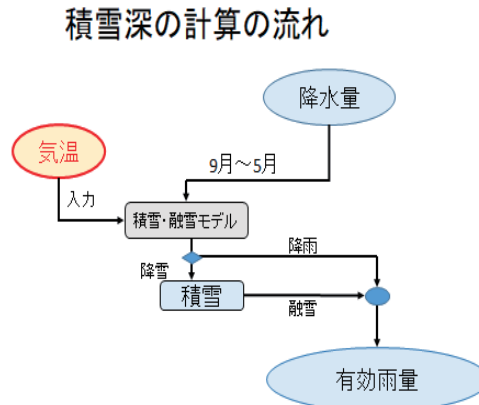 積雪深の計算の流れ
降水量
気温
9月～5月
入力
積雪・融雪モデル
降雨
降雪
積雪
融雪
有効雨量